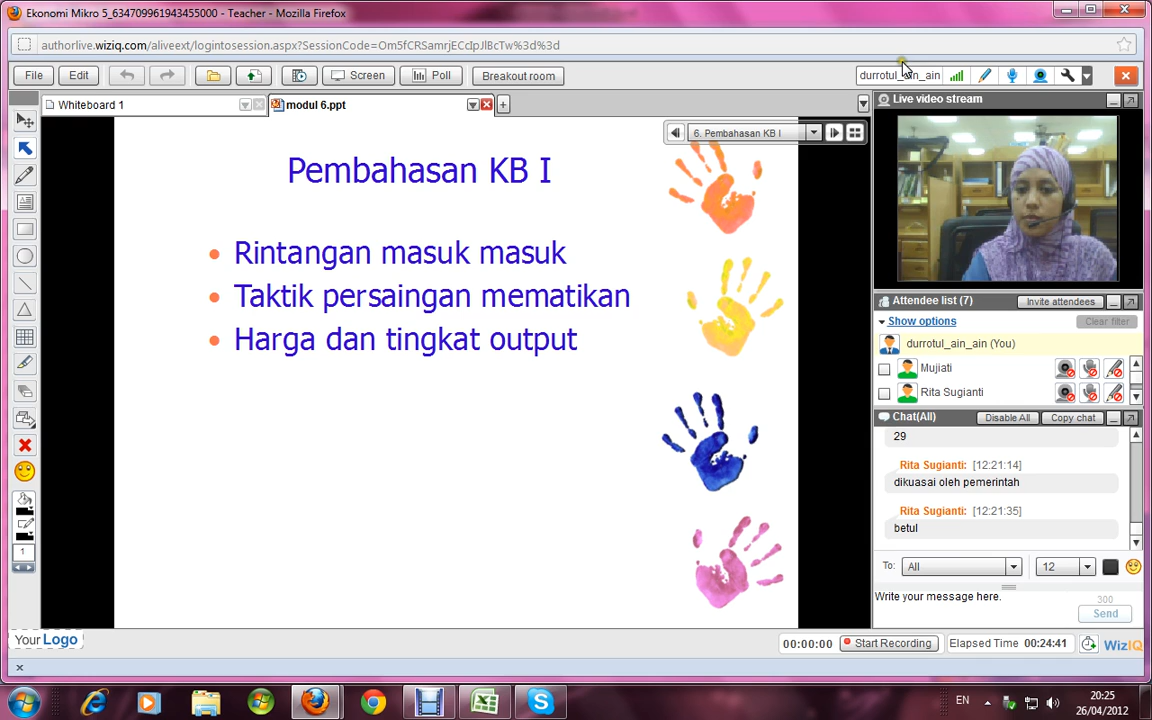 Ekonomi Mikro 5_634709961943455000 - Teacher - Mozilla Firefox
authorlive.wiziq.com/aliveext/logintosession.aspx?SessionCode=Om5fCRSamrjECcIpJlBcTw%3d%3d
File Edit Screen Poll Breakout room durrotul_ain_ain
Whiteboard 1 modul 6.ppt
Live video stream
6. Pembahasan KB I
Pembahasan KB I
• Rintangan masuk masuk
• Taktik persaingan mematikan
• Harga dan tingkat output
Attendee list (7) Invite attendees
Show options Clear filter
durrotul_ain_ain (You)
Mujiati
Rita Sugianti
Chat(All) Disable All Copy chat
29
Rita Sugianti: [12:21:14]
dikuasai oleh pemerintah
Rita Sugianti: [12:21:35]
betul
To: All 12
Write your message here.
300
Send
1
Your Logo
00:00:00 Start Recording Elapsed Time 00:24:41 WizIQ
EN
20:25
26/04/2012